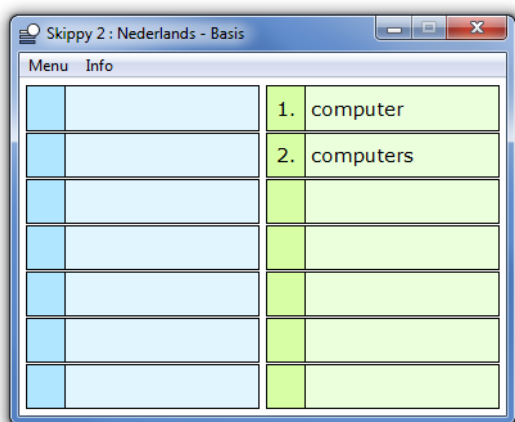 Skippy 2 : Nederlands - Basis
Menu Info
1. computer
2. computers